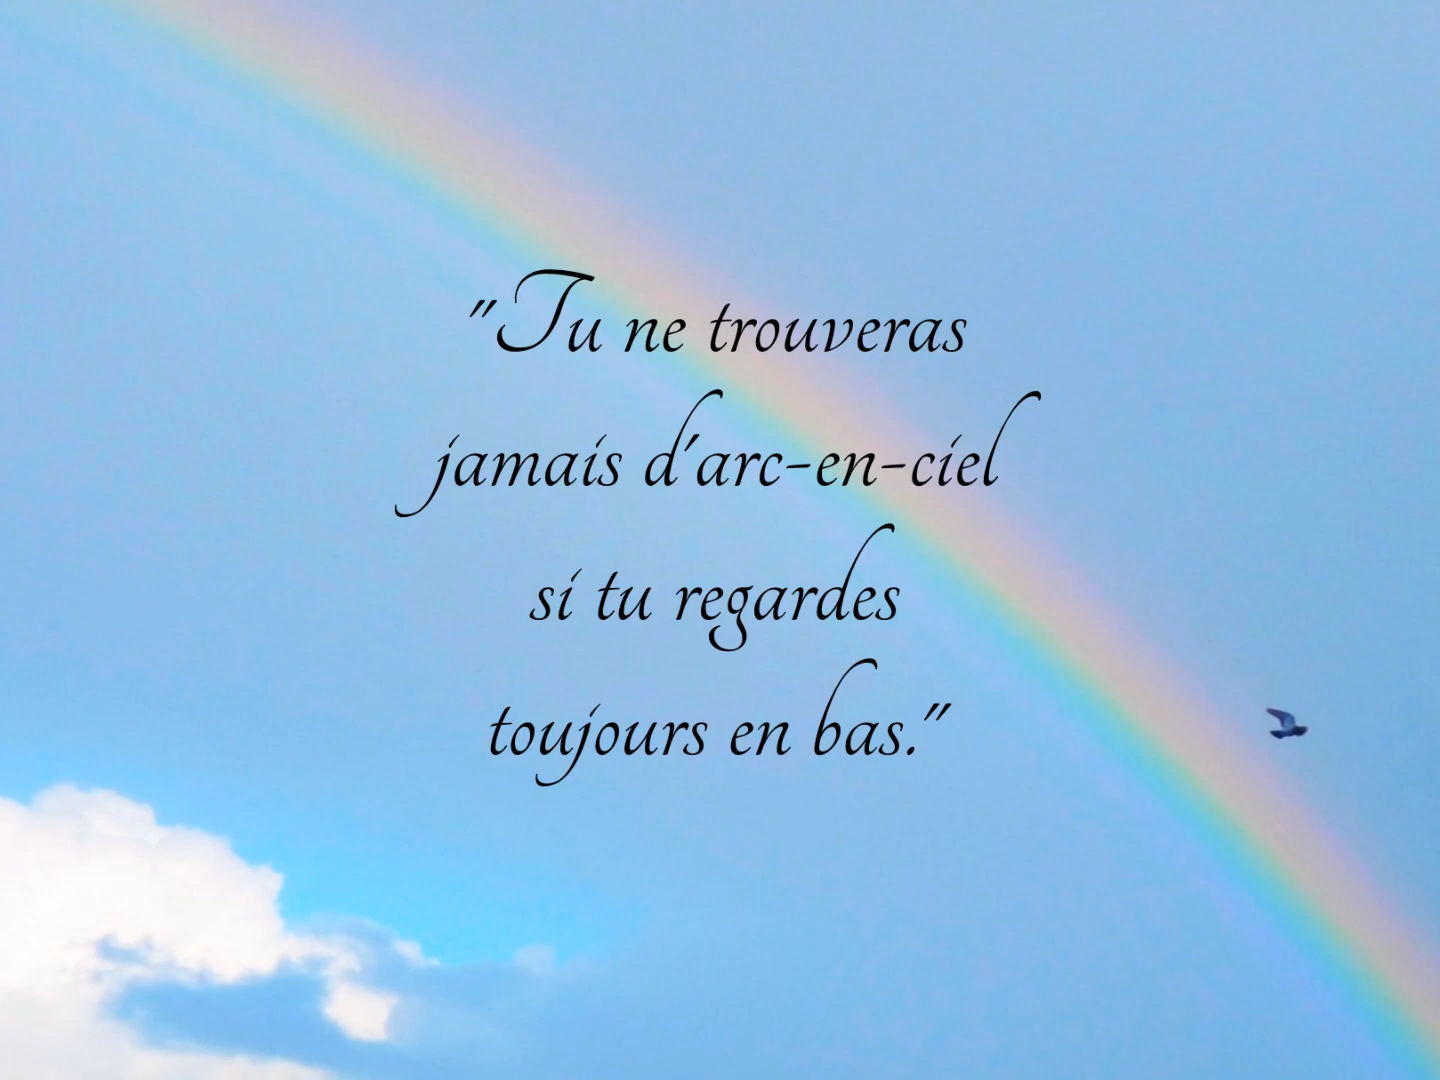 "Tu ne trouveras
jamais d'arc-en-ciel
si tu regardes
toujours en bas."